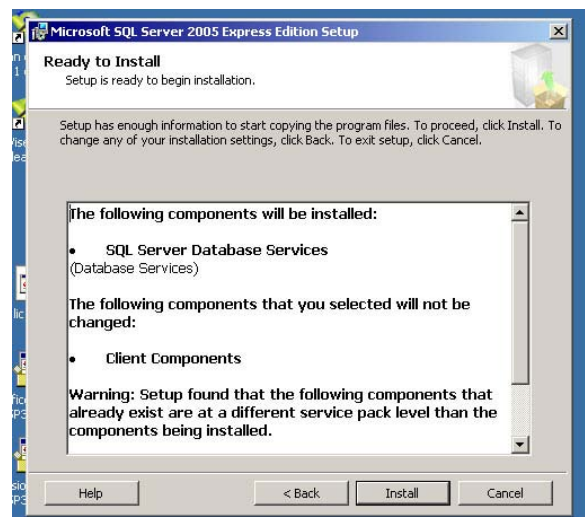 Microsoft SQL Server 2005 Express Edition Setup
Ready to Install
Setup is ready to begin installation.
Setup has enough information to start copying the program files. To proceed, click Install. To
change any of your installation settings, click Back. To exit setup, click Cancel.
The following components will be installed:
• SQL Server Database Services
(Database Services)
The following components that you selected will not be
changed:
• Client Components
Warning: Setup found that the following components that
already exist are at a different service pack level than the
components being installed.
Help
< Back
Install
Cancel